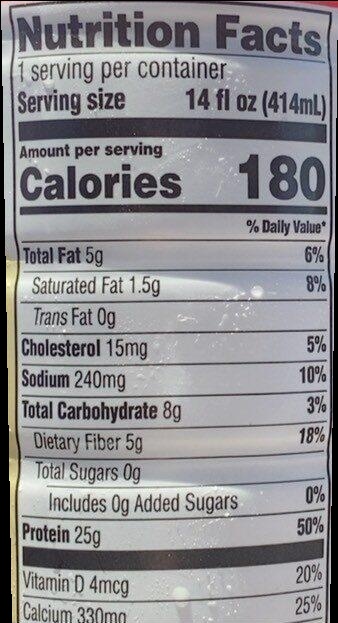 Nutrition Facts
1 serving per container
Serving size 14 fl oz (414mL)
Amount per serving
Calories 180
% Daily Value*
Total Fat 5g 6%
Saturated Fat 1.5g 8%
Trans Fat 0g
Cholesterol 15mg 5%
Sodium 240mg 10%
Total Carbohydrate 8g 3%
Dietary Fiber 5g 18%
Total Sugars 0g
Includes 0g Added Sugars 0%
Protein 25g 50%
Vitamin D 4mcg 20%
Calcium 330mg 25%